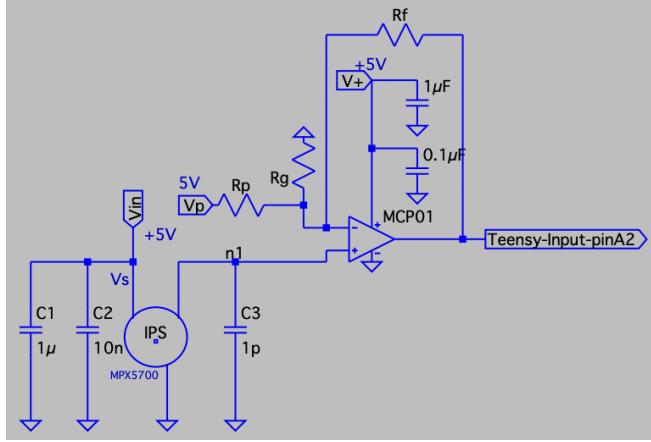 Rf
+5V
V+
1µF
0.1µF
Rg
5V
Rp
Vp
MCP01
Vin
+5V
Teensy-Input-pinA2
n1
Vs
C1
1µ
C2
10n
IPS
MPX5700
C3
1p